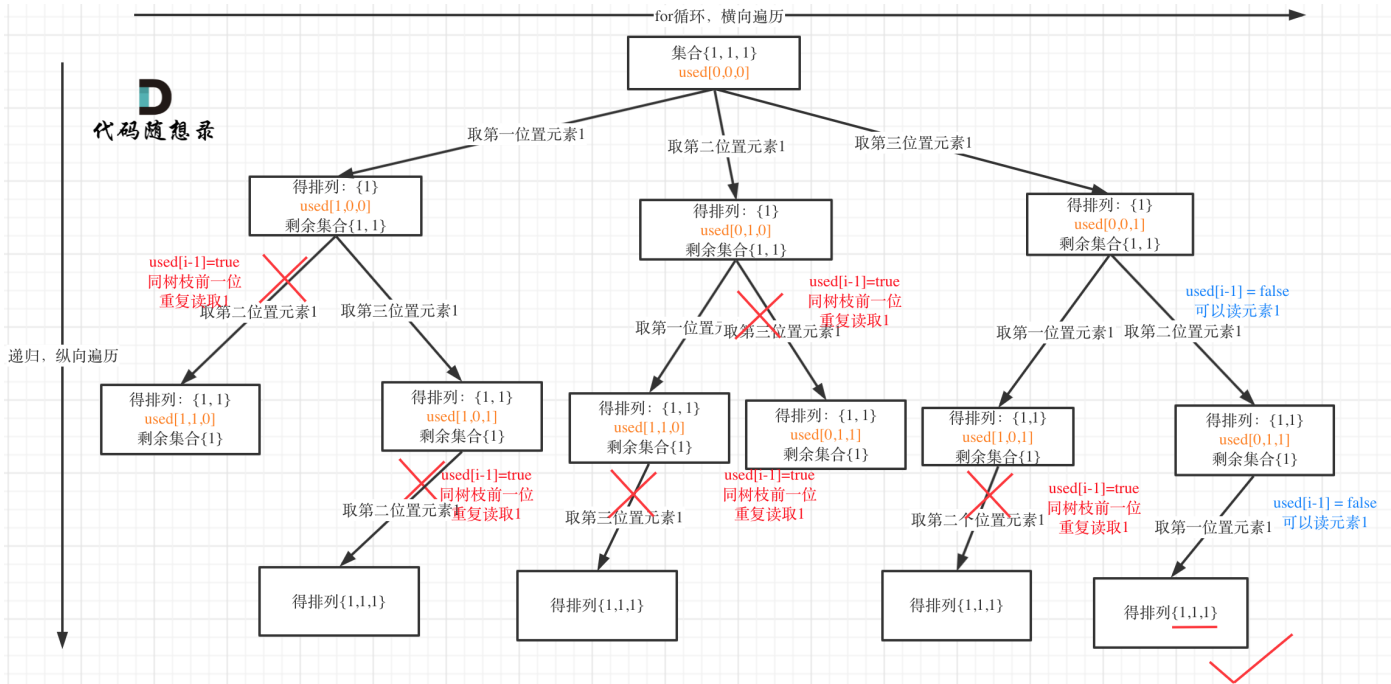 for循环，横向遍历
集合{1, 1, 1}
used[0,0,0]
代码随想录
取第一位置元素1
取第二位置元素1
取第三位置元素1
得排列：{1}
used[1,0,0]
剩余集合{1, 1}
得排列：{1}
used[0,1,0]
剩余集合{1, 1}
得排列：{1}
used[0,0,1]
剩余集合{1, 1}
used[i-1]=true
同树枝前一位
重复读取1
取第二位置元素1
取第三位置元素1
取第一位置元
取第三位置元素1
used[i-1]=true
同树枝前一位
重复读取1
取第一位置元素1
取第二位置元素1
used[i-1] = false
可以读元素1
递归，纵向遍历
得排列：{1, 1}
used[1,1,0]
剩余集合{1}
得排列：{1, 1}
used[1,0,1]
剩余集合{1}
得排列：{1, 1}
used[1,1,0]
剩余集合{1}
得排列：{1, 1}
used[0,1,1]
剩余集合{1}
得排列：{1,1}
used[1,0,1]
剩余集合{1}
得排列：{1,1}
used[0,1,1]
剩余集合{1}
used[i-1]=true
同树枝前一位
重复读取1
取第二位置元素1
used[i-1]=true
同树枝前一位
重复读取1
取第三位置元素1
used[i-1]=true
同树枝前一位
重复读取1
取第二个位置元素1
used[i-1] = false
可以读元素1
取第一位置元素1
得排列{1,1,1}
得排列{1,1,1}
得排列{1,1,1}
得排列{1,1,1}